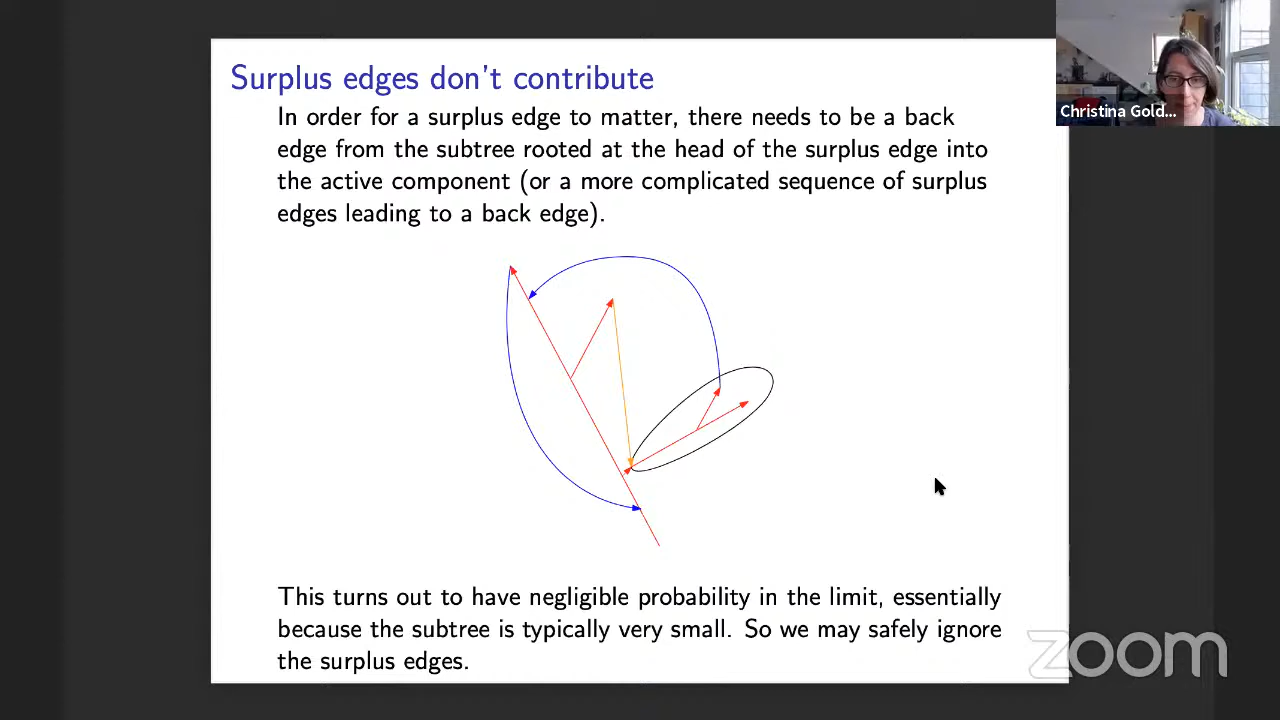 Surplus edges don't contribute
In order for a surplus edge to matter, there needs to be a back
edge from the subtree rooted at the head of the surplus edge into
the active component (or a more complicated sequence of surplus
edges leading to a back edge).
This turns out to have negligible probability in the limit, essentially
because the subtree is typically very small. So we may safely ignore
the surplus edges.
Christina Gold...
zoom